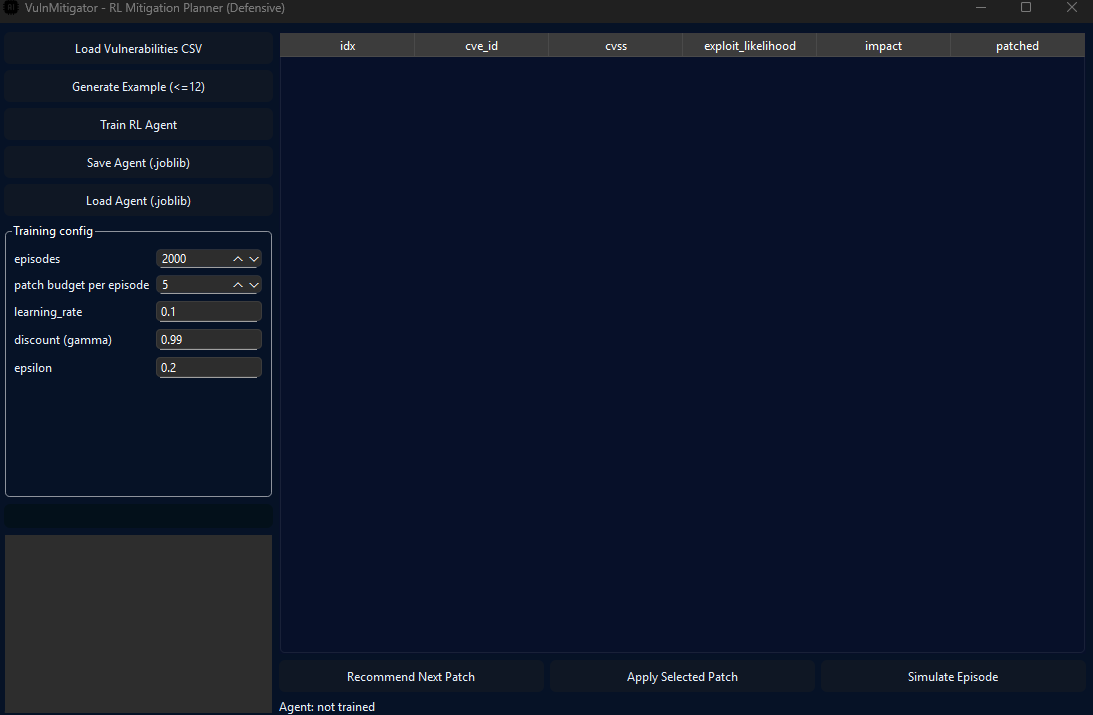 RL
VulnMitigator - RL Mitigation Planner (Defensive)
Load Vulnerabilities CSV
Generate Example (<=12)
Train RL Agent
Save Agent (.joblib)
Load Agent (.joblib)
Training config
episodes 2000
patch budget per episode 5
learning_rate 0.1
discount (gamma) 0.99
epsilon 0.2
idx cve_id cvss exploit_likelihood impact patched
Recommend Next Patch Apply Selected Patch Simulate Episode
Agent: not trained